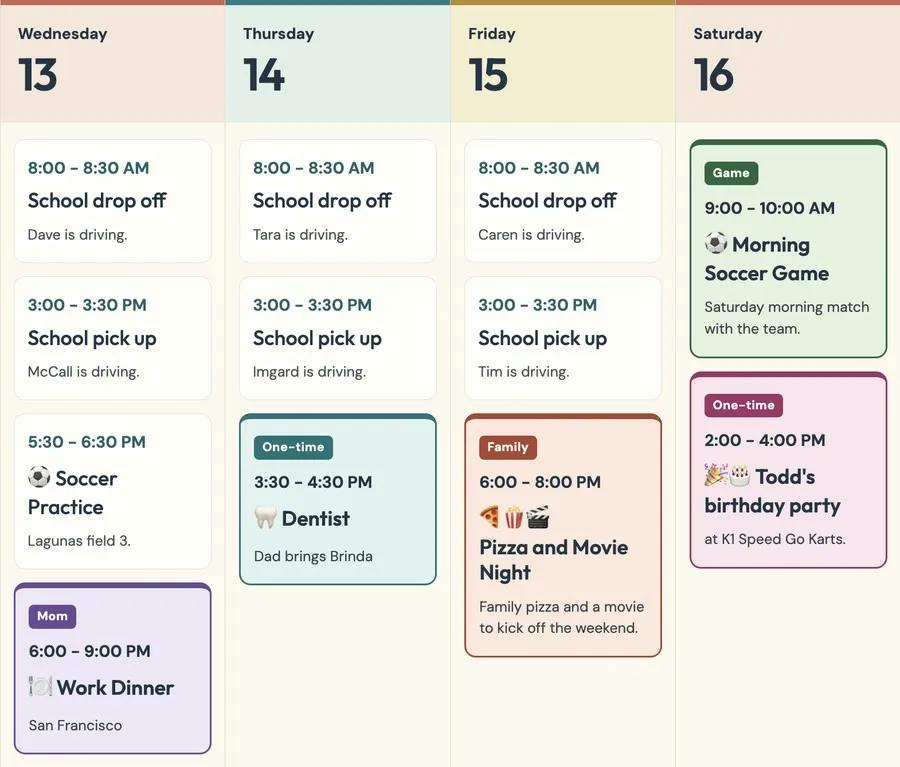 Wednesday
13
8:00 – 8:30 AM
School drop off
Dave is driving.
3:00 – 3:30 PM
School pick up
McCall is driving.
5:30 – 6:30 PM
⚽ Soccer
Practice
Lagunas field 3.
Mom
6:00 – 9:00 PM
🍽️ Work Dinner
San Francisco
Thursday
14
8:00 – 8:30 AM
School drop off
Tara is driving.
3:00 – 3:30 PM
School pick up
Imgard is driving.
One-time
3:30 – 4:30 PM
🦷 Dentist
Dad brings Brinda
Friday
15
8:00 – 8:30 AM
School drop off
Caren is driving.
3:00 – 3:30 PM
School pick up
Tim is driving.
Family
6:00 – 8:00 PM
🍕🍿🎬
Pizza and Movie
Night
Family pizza and a movie
to kick off the weekend.
Saturday
16
Game
9:00 – 10:00 AM
⚽ Morning
Soccer Game
Saturday morning match
with the team.
One-time
2:00 – 4:00 PM
🎉🎂 Todd's
birthday party
at K1 Speed Go Karts.